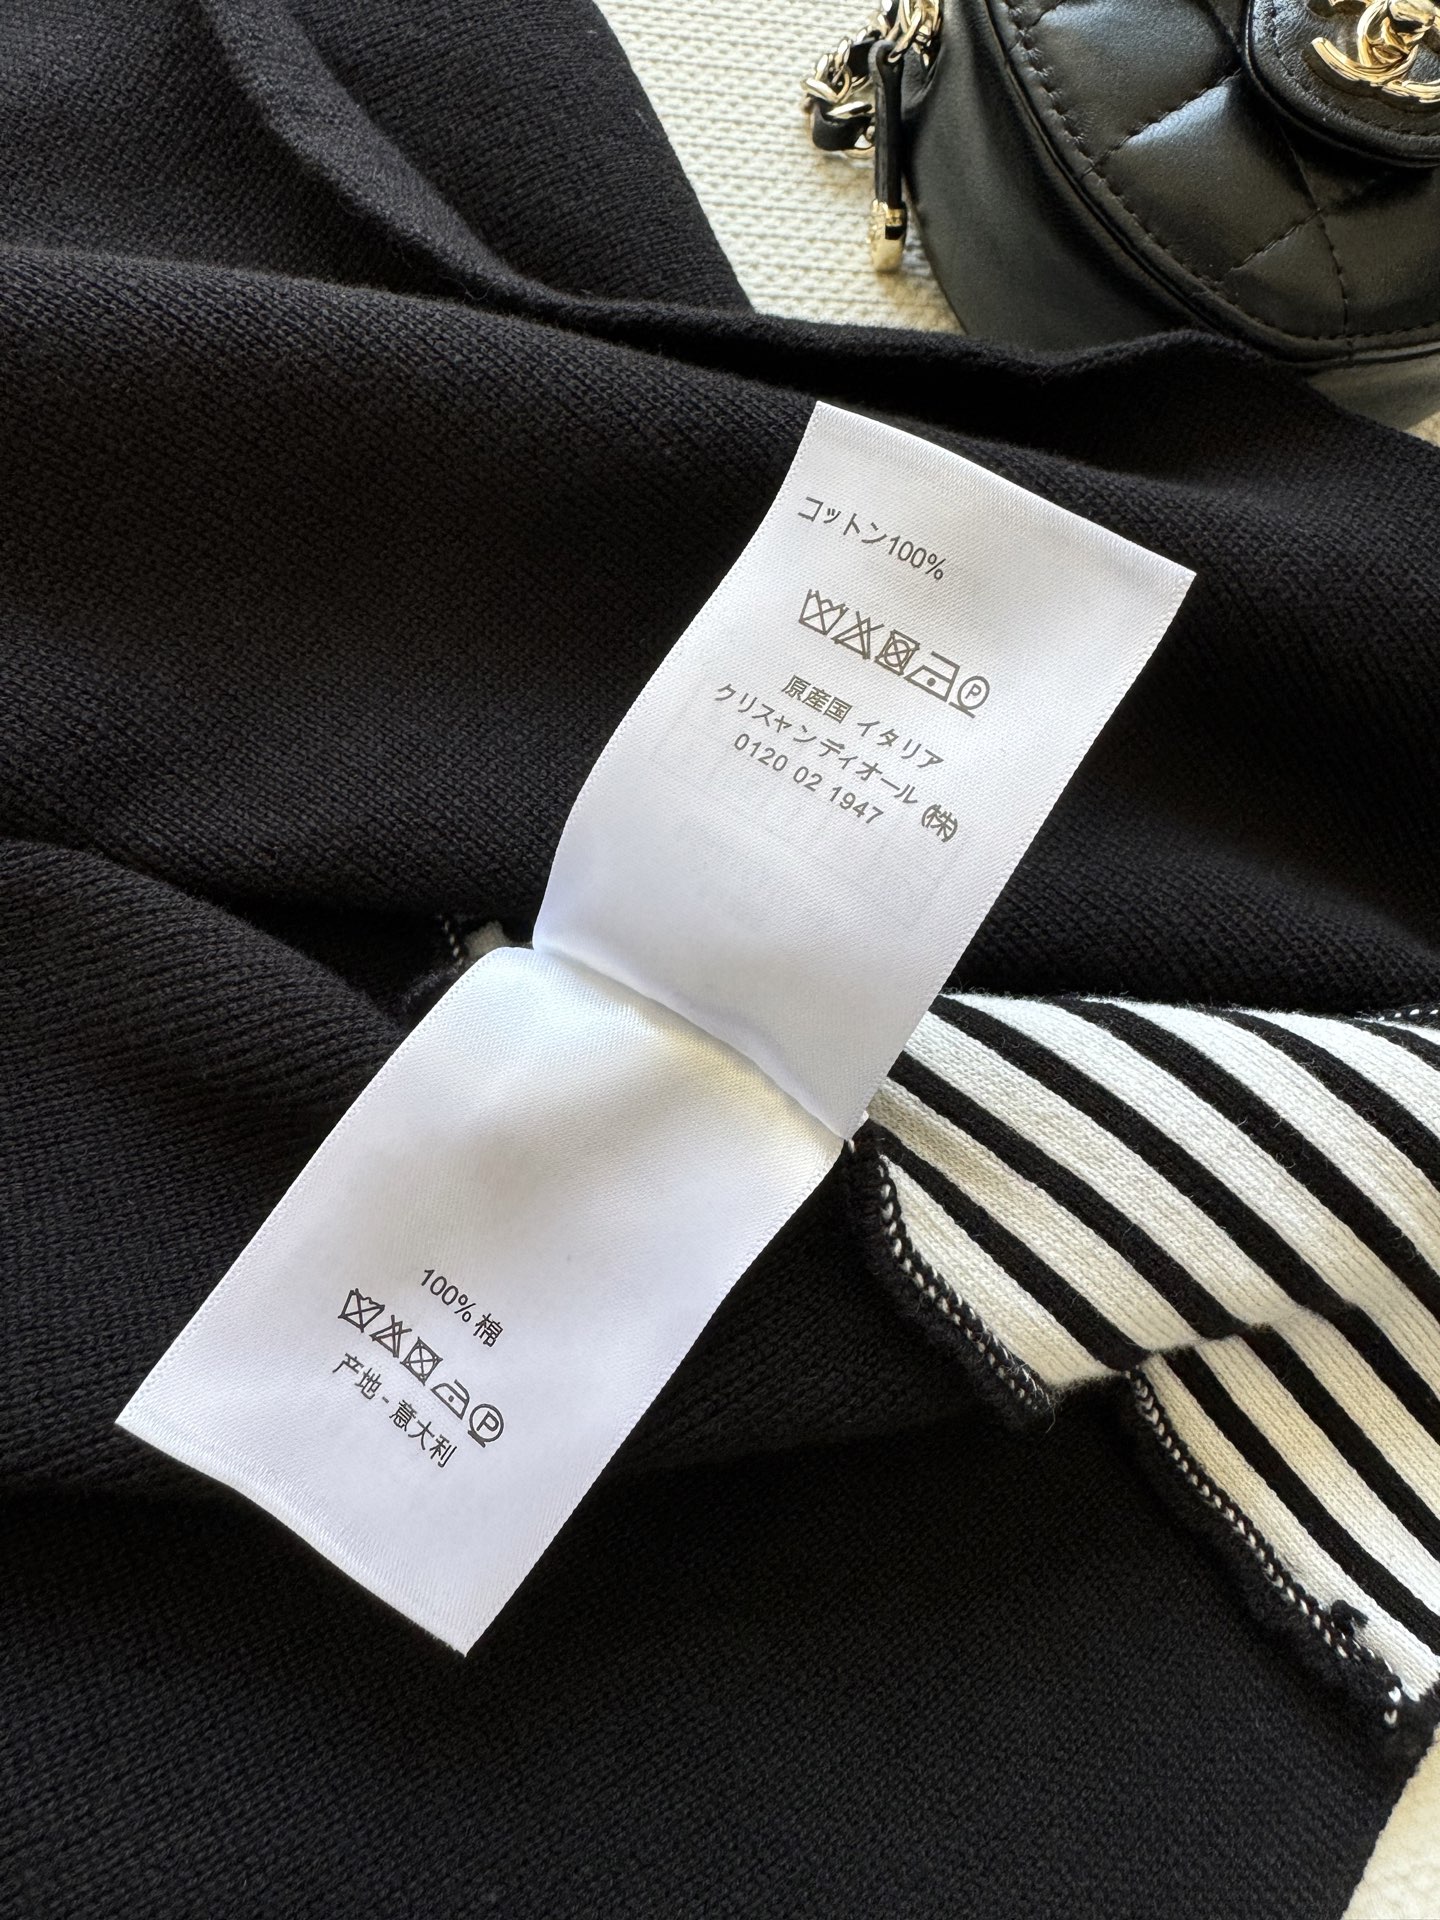 コットン100%
P
原産国 イタリア
クリスャンディオール (株)
0120 02 1947
100% 棉
P
产地-意大利